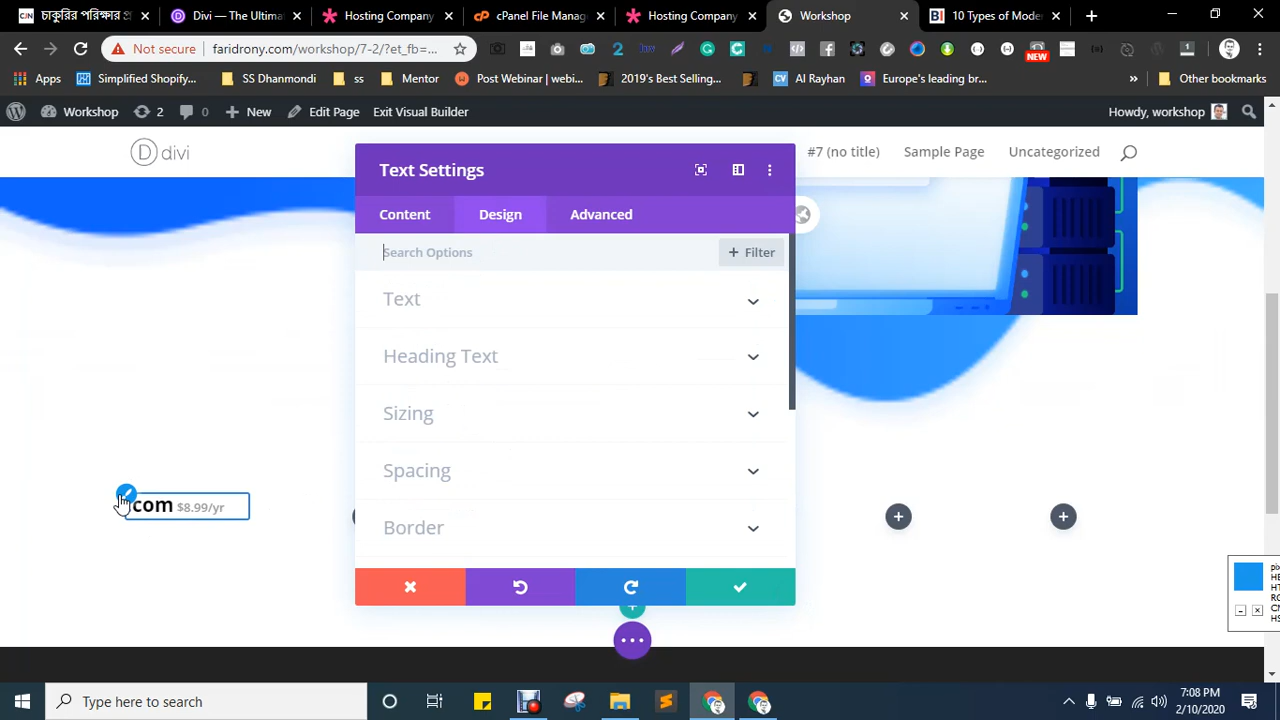 চাকুরির পরিক্ষার প্র
Divi — The Ultima
Hosting Company
cPanel File Manag
Hosting Company
Workshop
10 Types of Moder
Not secure
faridrony.com/workshop/7-2/?et_fb=...
NEW
Apps
Simplified Shopify...
SS Dhanmondi
ss
Mentor
Post Webinar | webi...
2019's Best Selling...
Al Rayhan
Europe's leading br...
Other bookmarks
Workshop
2
0
New
Edit Page
Exit Visual Builder
Howdy, workshop
divi
#7 (no title)
Sample Page
Uncategorized
Text Settings
Content
Design
Advanced
Search Options
+ Filter
Text
Heading Text
Sizing
Spacing
Border
.com $8.99/yr
Type here to search
7:08 PM
2/10/2020